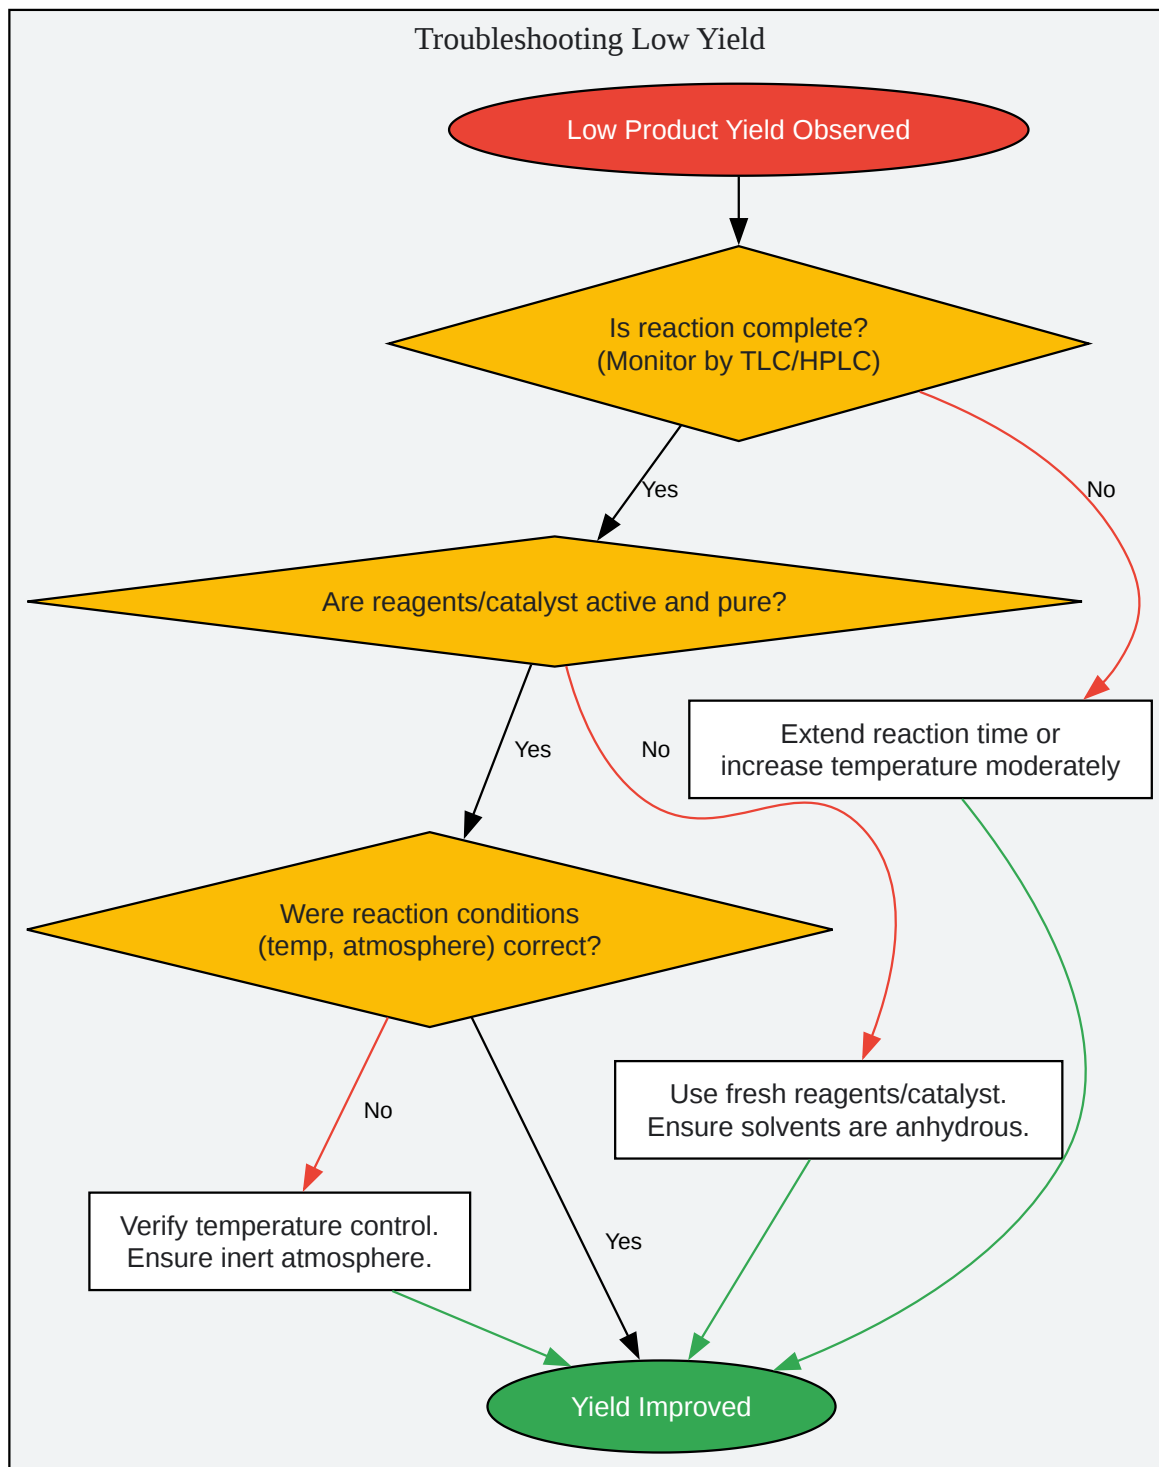 Troubleshooting Low Yield
Low Product Yield Observed
Is reaction complete?
(Monitor by TLC/HPLC)
Yes
No
Are reagents/catalyst active and pure?
Yes
No
Extend reaction time or
increase temperature moderately
Were reaction conditions
(temp, atmosphere) correct?
No
Use fresh reagents/catalyst.
Ensure solvents are anhydrous.
Verify temperature control.
Ensure inert atmosphere.
Yes
Yield Improved